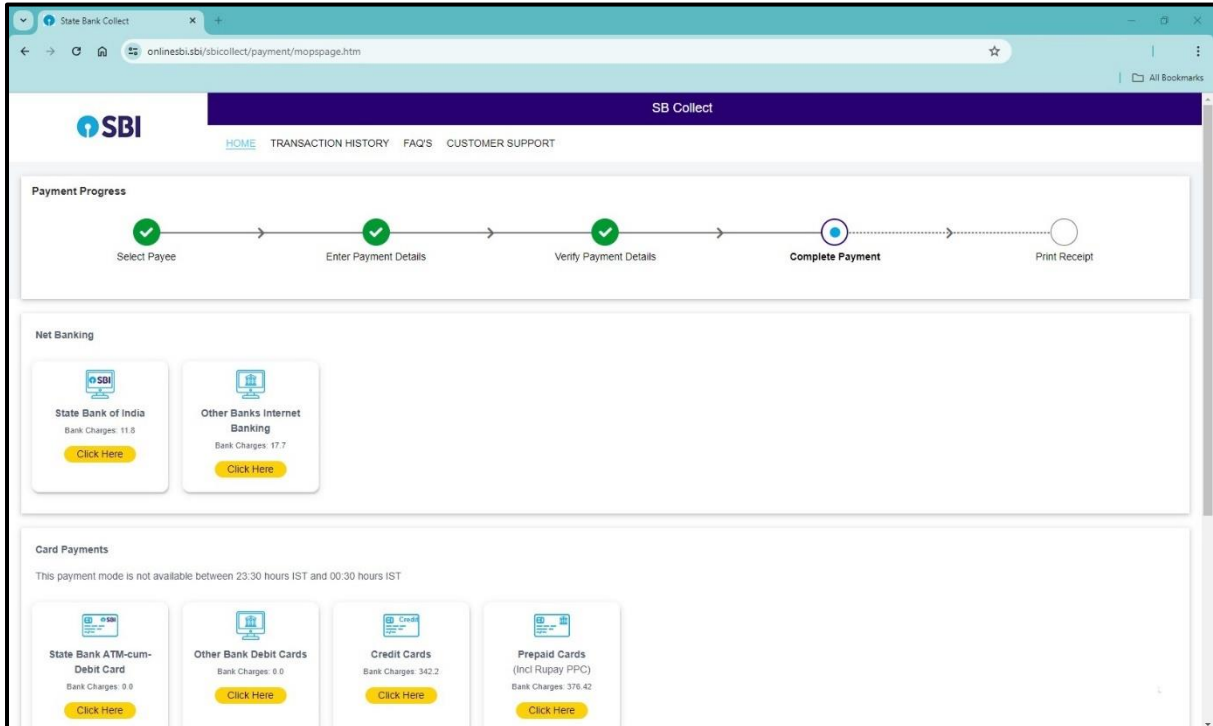 State Bank Collect
onlinesbi.sbi/sbicollect/payment/mopspage.htm
All Bookmarks
SBI
SB Collect
HOME TRANSACTION HISTORY FAQ'S CUSTOMER SUPPORT
Payment Progress
Select Payee
Enter Payment Details
Verify Payment Details
Complete Payment
Print Receipt
Net Banking
SBI
State Bank of India
Bank Charges: 11.8
Click Here
Other Banks Internet
Banking
Bank Charges: 17.7
Click Here
Card Payments
This payment mode is not available between 23:30 hours IST and 00:30 hours IST
SBI
State Bank ATM-cum-
Debit Card
Bank Charges: 0.0
Click Here
Other Bank Debit Cards
Bank Charges: 0.0
Click Here
Credit
Credit Cards
Bank Charges: 342.2
Click Here
Prepaid Cards
(Incl Rupay PPC)
Bank Charges: 376.42
Click Here